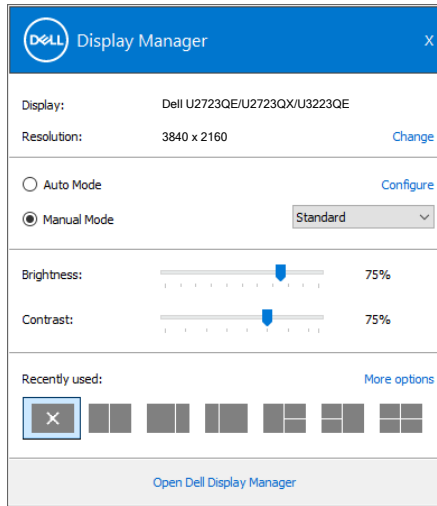 DELL Display Manager X
Display: Dell U2723QE/U2723QX/U3223QE
Resolution: 3840 x 2160 Change
Auto Mode Configure
Manual Mode Standard
Brightness: 75%
Contrast: 75%
Recently used: More options
Open Dell Display Manager